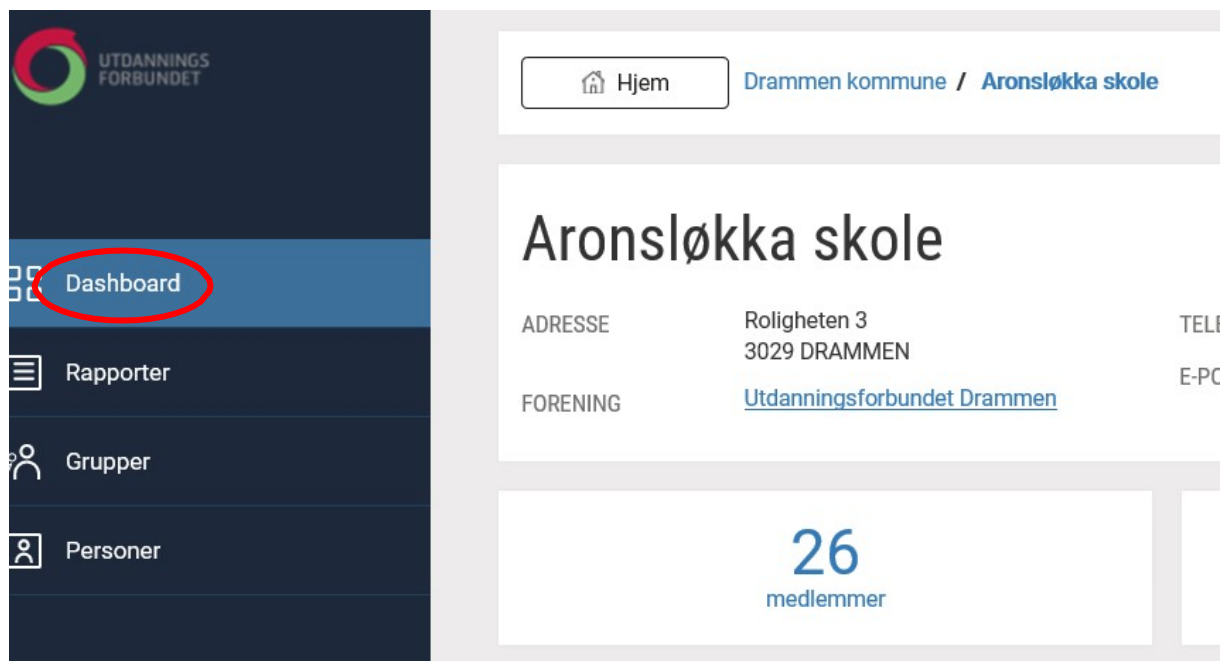 UTDANNINGS
FORBUNDET
Dashboard
Rapporter
Grupper
Personer
Hjem Drammen kommune / Aronsløkka skole
Aronsløkka skole
ADRESSE Roligheten 3
3029 DRAMMEN
FORENING Utdanningsforbundet Drammen
26
medlemmer